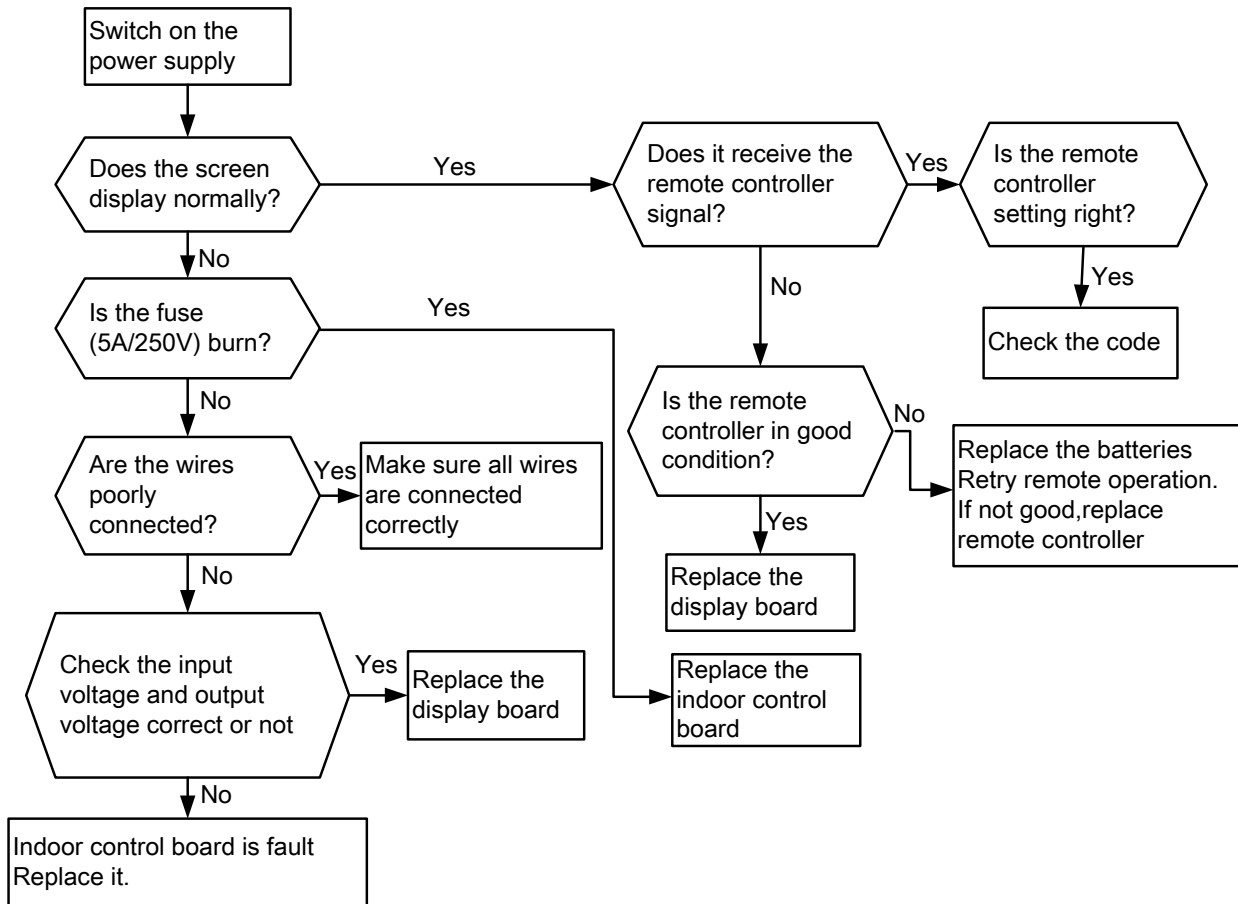 Switch on the
power supply
Does the screen
display normally?
Yes
Does it receive the
remote controller
signal?
Yes
Is the remote
controller
setting right?
No
Is the fuse
(5A/250V) burn?
Yes
No
Yes
Check the code
No
Are the wires
poorly
connected?
Yes
Make sure all wires
are connected
correctly
Is the remote
controller in good
condition?
No
Replace the batteries
Retry remote operation.
If not good,replace
remote controller
Yes
Replace the
display board
No
Check the input
voltage and output
voltage correct or not
Yes
Replace the
display board
Replace the
indoor control
board
No
Indoor control board is fault
Replace it.